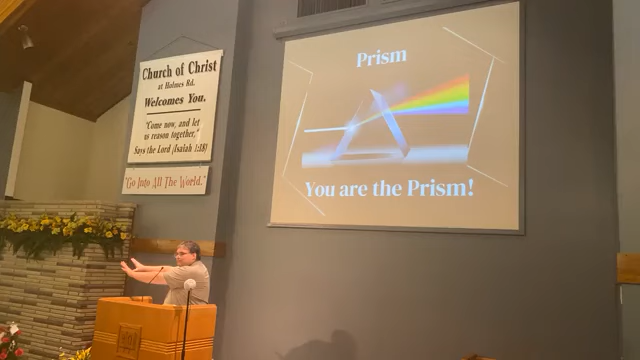 Church of Christ
at Holmes Rd.
Welcomes You.
"Come now, and let
us reason together,"
Says the Lord (Isaiah 1:18)
"Go Into All The World."
Prism
You are the Prism!